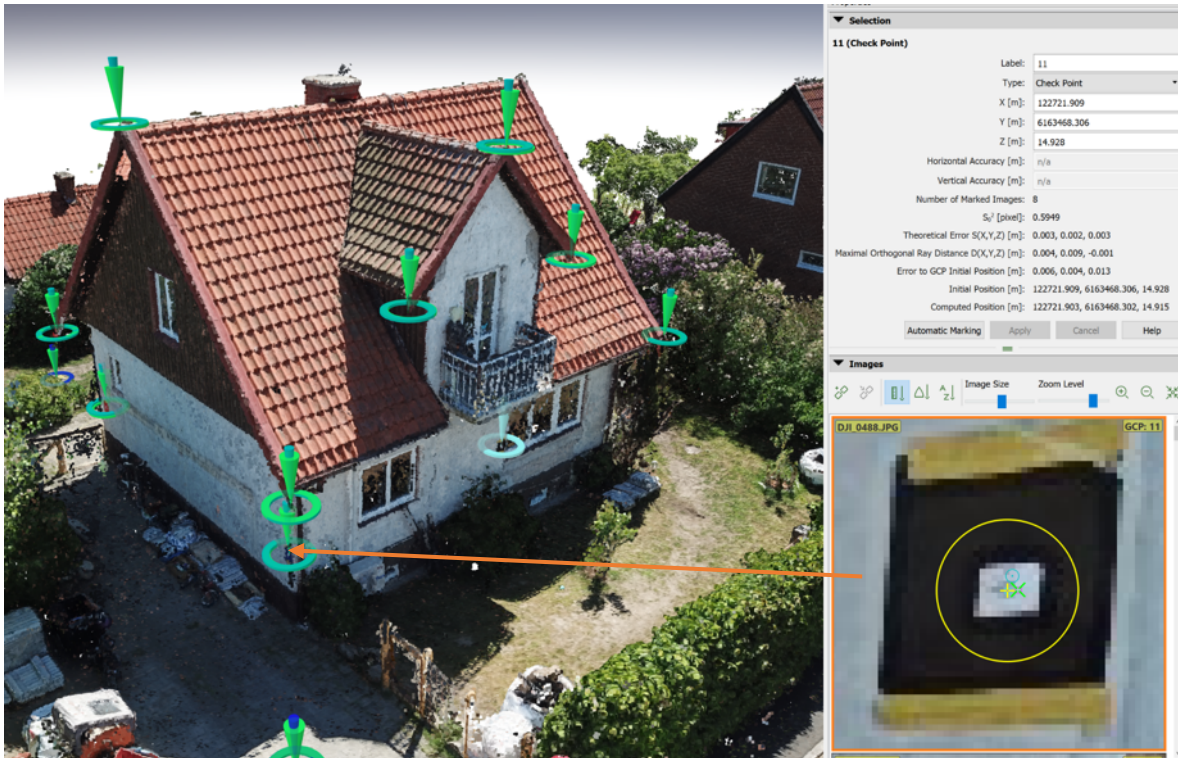 Selection
11 (Check Point)
Label: 11
Type: Check Point
X [m]: 122721.909
Y [m]: 6163468.306
Z [m]: 14.928
Horizontal Accuracy [m]: n/a
Vertical Accuracy [m]: n/a
Number of Marked Images: 8
S₀² [pixel]: 0.5949
Theoretical Error S(X,Y,Z) [m]: 0.003, 0.002, 0.003
Maximal Orthogonal Ray Distance D(X,Y,Z) [m]: 0.004, 0.009, -0.001
Error to GCP Initial Position [m]: 0.006, 0.004, 0.013
Initial Position [m]: 122721.909, 6163468.306, 14.928
Computed Position [m]: 122721.903, 6163468.302, 14.915
Automatic Marking Apply Cancel Help
Images
Image Size Zoom Level
DJI_0488.JPG GCP: 11